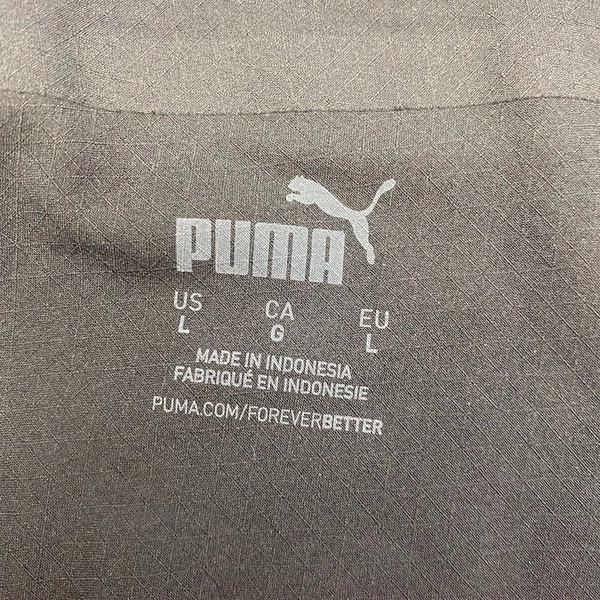 PUMA
US CA EU
L G L
MADE IN INDONESIA
FABRIQUÉ EN INDONESIE
PUMA.COM/FOREVERBETTER